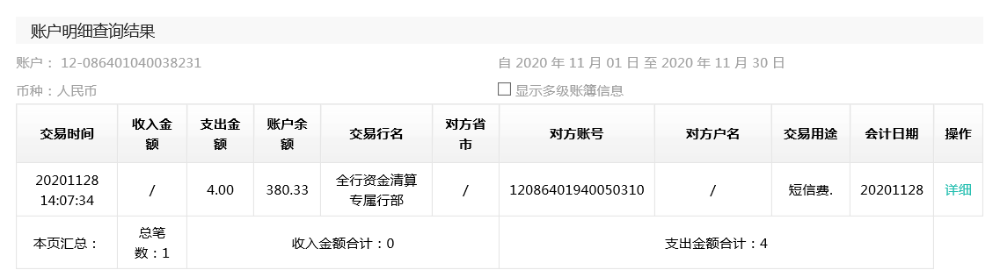 账户明细查询结果
账户： 12-086401040038231
自 2020 年 11 月 01 日 至 2020 年 11 月 30 日
币种：人民币
显示多级账簿信息
交易时间 收入金额 支出金额 账户余额 交易行名 对方省市 对方账号 对方户名 交易用途 会计日期 操作
20201128 14:07:34 / 4.00 380.33 全行资金清算专属行部 / 12086401940050310 / 短信费. 20201128 详细
本页汇总： 总笔数：1 收入金额合计：0 支出金额合计：4